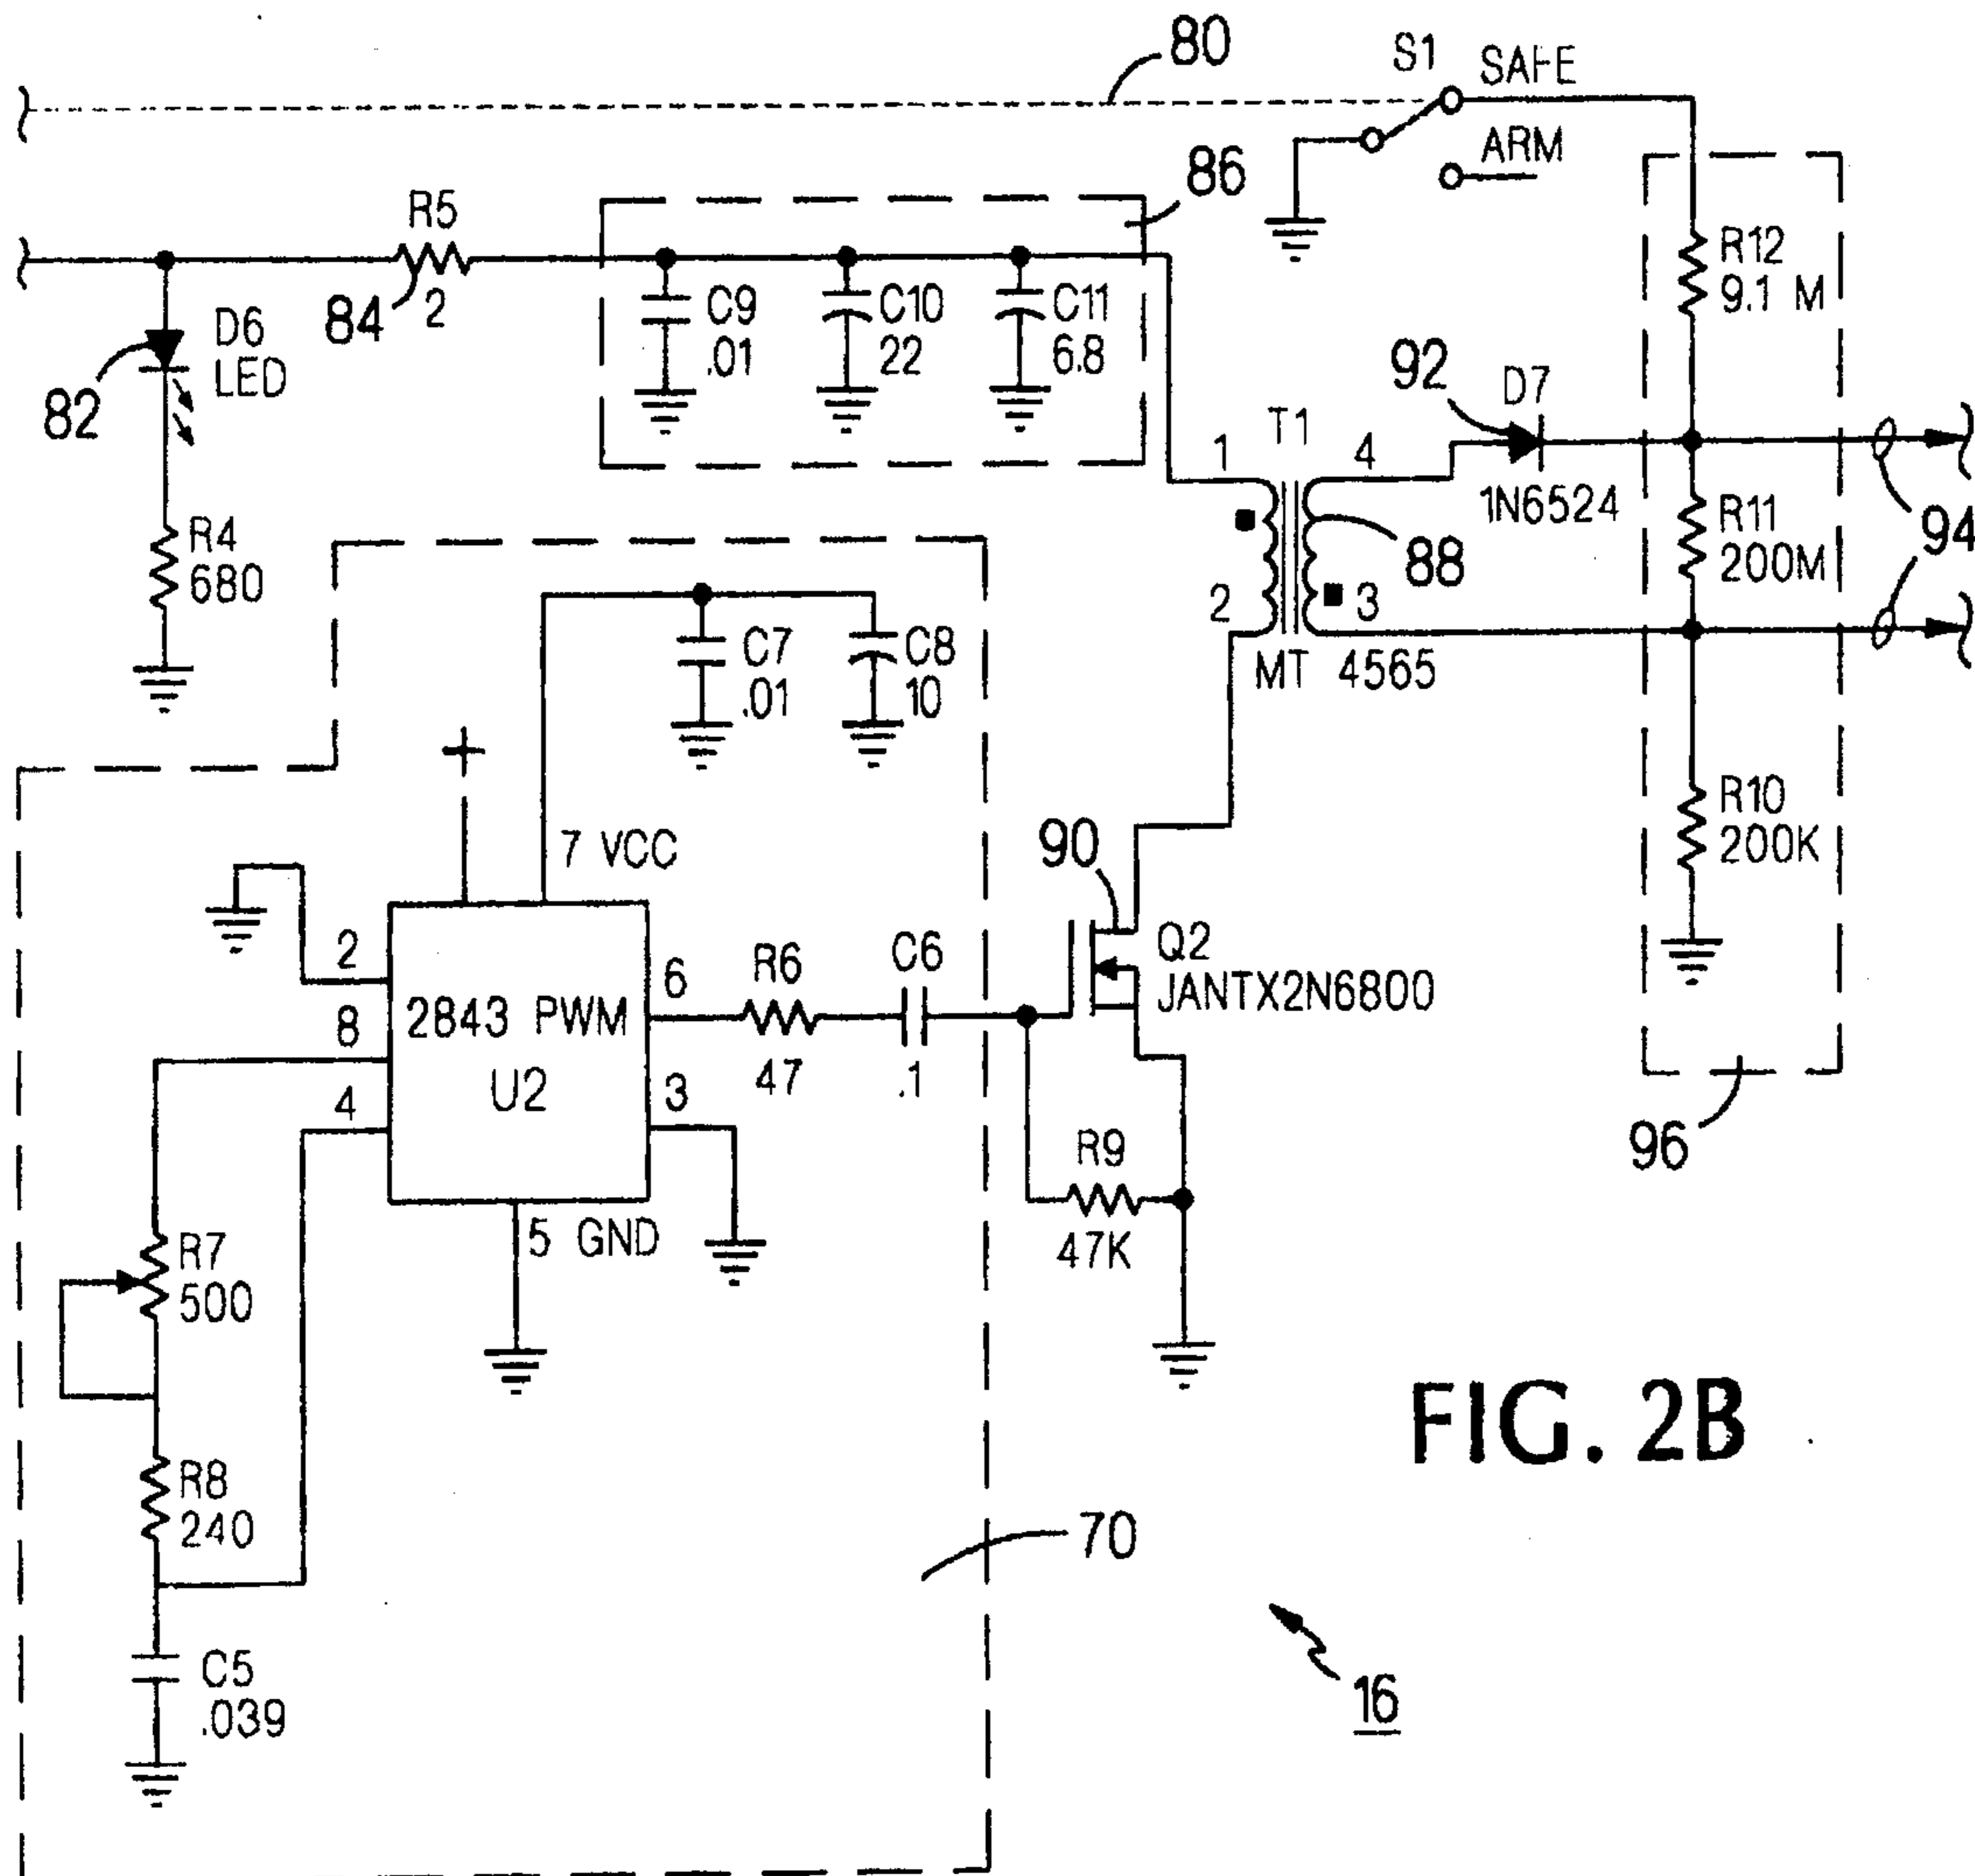 80
S1 SAFE
ARM
86
R5
2
84
D6
LED
82
C9
.01
C10
22
C11
6.8
R12
9.1 M
92
D7
T1
1
4
1N6524
88
R11
200M
94
2
3
MT 4565
R4
680
C7
.01
C8
10
+
R10
200K
7 VCC
90
2
8
4
2843 PWM
U2
6
3
R6
47
C6
.1
Q2
JANTX2N6800
96
R9
47K
5 GND
R7
500
R8
240
70
C5
.039
FIG. 2B
16